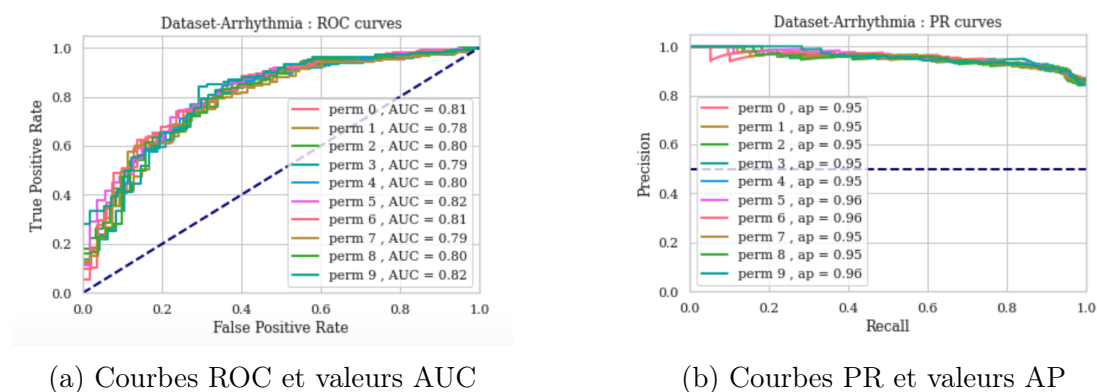 Dataset-Arrhythmia : ROC curves
True Positive Rate
1.0
0.8
0.6
0.4
0.2
0.0
perm 0 , AUC = 0.81
perm 1 , AUC = 0.78
perm 2 , AUC = 0.80
perm 3 , AUC = 0.79
perm 4 , AUC = 0.80
perm 5 , AUC = 0.82
perm 6 , AUC = 0.81
perm 7 , AUC = 0.79
perm 8 , AUC = 0.80
perm 9 , AUC = 0.82
0.0 0.2 0.4 0.6 0.8 1.0
False Positive Rate
(a) Courbes ROC et valeurs AUC
Dataset-Arrhythmia : PR curves
Precision
1.0
0.8
0.6
0.4
0.2
0.0
perm 0 , ap = 0.95
perm 1 , ap = 0.95
perm 2 , ap = 0.95
perm 3 , ap = 0.95
perm 4 , ap = 0.95
perm 5 , ap = 0.96
perm 6 , ap = 0.96
perm 7 , ap = 0.95
perm 8 , ap = 0.95
perm 9 , ap = 0.96
0.0 0.2 0.4 0.6 0.8 1.0
Recall
(b) Courbes PR et valeurs AP